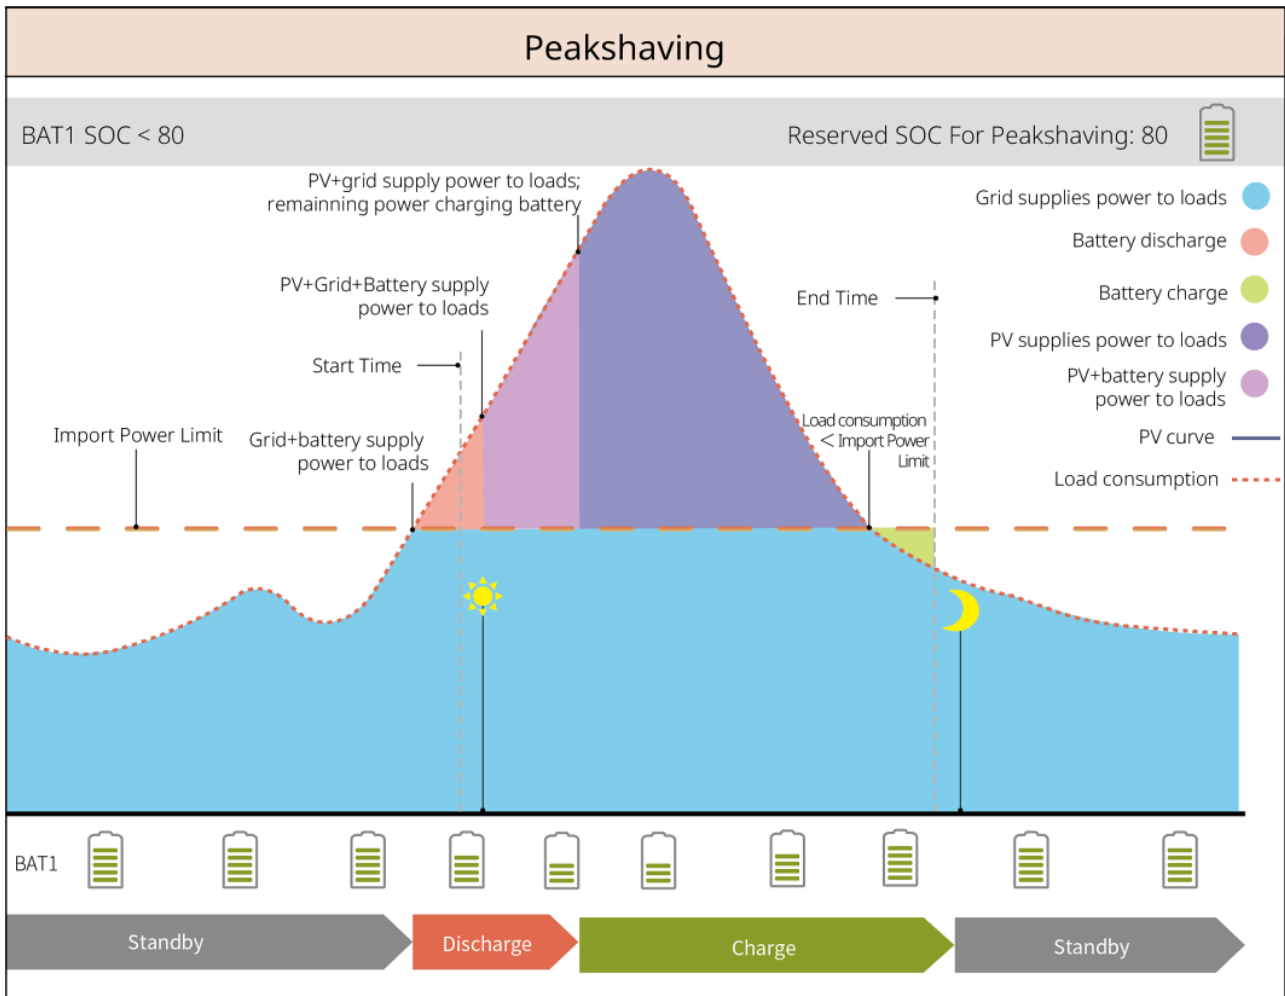 Peakshaving
BAT1 SOC < 80
Reserved SOC For Peakshaving: 80
PV+grid supply power to loads;
remainning power charging battery
PV+Grid+Battery supply
power to loads
Start Time
Import Power Limit
Grid+battery supply
power to loads
End Time
Load consumption
< Import Power
Limit
Grid supplies power to loads
Battery discharge
Battery charge
PV supplies power to loads
PV+battery supply
power to loads
PV curve
Load consumption
BAT1
Standby
Discharge
Charge
Standby